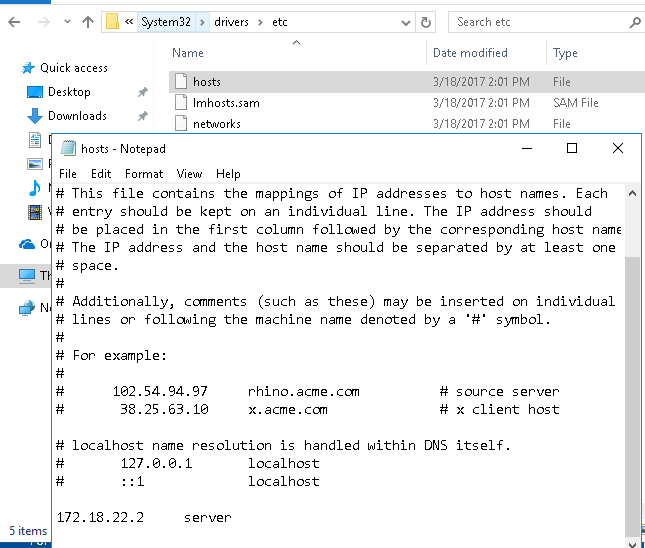 « System32 › drivers › etc
Search etc
Name Date modified Type
Quick access
Desktop
Downloads
hosts 3/18/2017 2:01 PM File
lmhosts.sam 3/18/2017 2:01 PM SAM File
networks 3/18/2017 2:01 PM File
hosts - Notepad
File Edit Format View Help
# This file contains the mappings of IP addresses to host names. Each
# entry should be kept on an individual line. The IP address should
# be placed in the first column followed by the corresponding host name
# The IP address and the host name should be separated by at least one
# space.
#
# Additionally, comments (such as these) may be inserted on individual
# lines or following the machine name denoted by a '#' symbol.
#
# For example:
#
# 102.54.94.97 rhino.acme.com # source server
# 38.25.63.10 x.acme.com # x client host
# localhost name resolution is handled within DNS itself.
# 127.0.0.1 localhost
# ::1 localhost
172.18.22.2 server
5 items